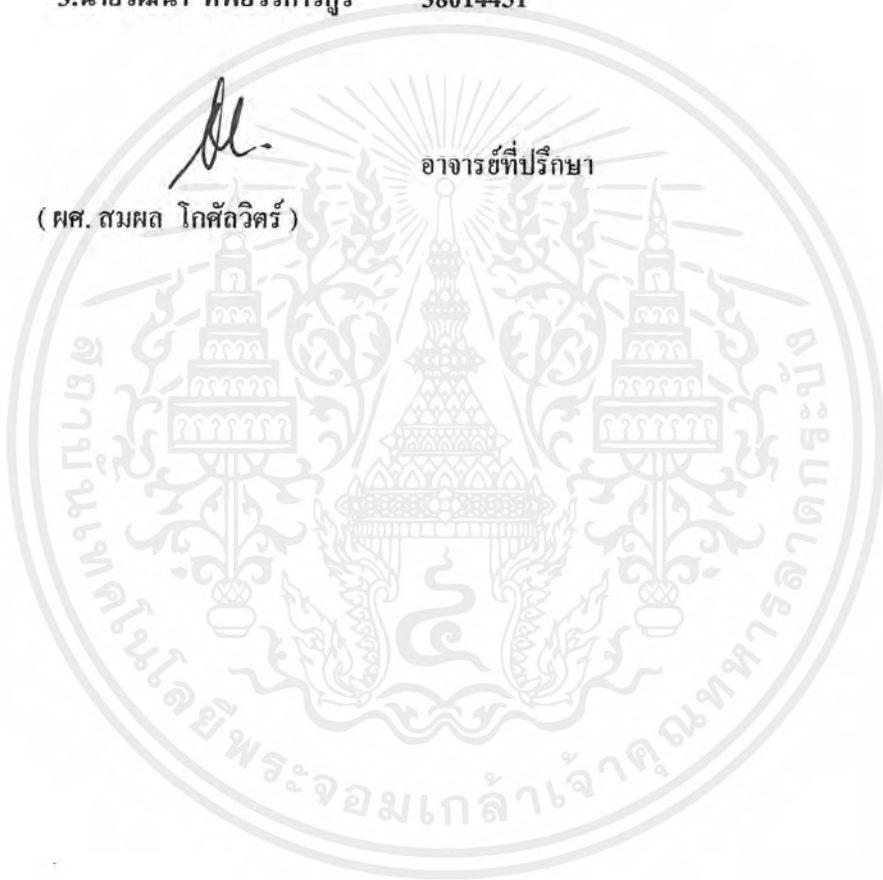 38014431
อาจารย์ที่ปรึกษา
( ผศ. สมผล โกศัลวิตร์ )
สถาบันเทคโนโลยีพระจอมเกล้าเจ้าคุณทหารลาดกระบัง